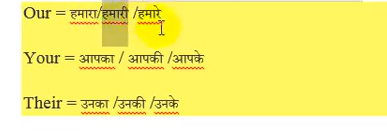 Our = हमारा/हमारी /हमारे
Your = आपका / आपकी /आपके
Their = उनका /उनकी /उनके